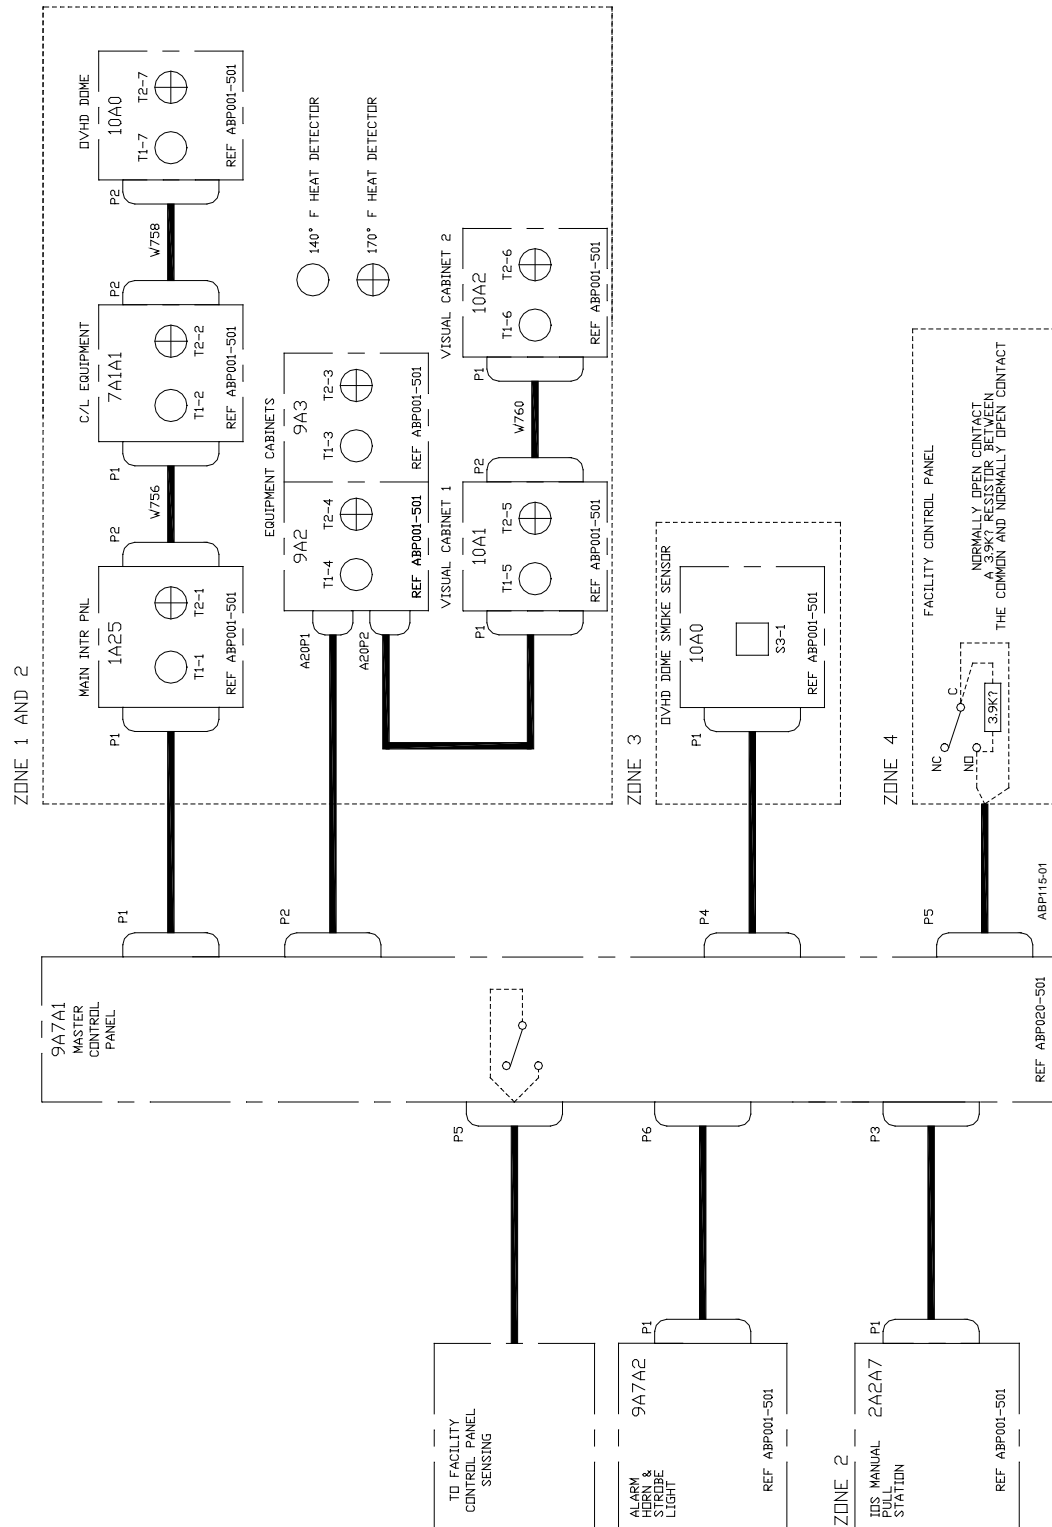 ZONE 1 AND 2
MAIN INTR PNL
1A25
T1-1
T2-1
REF ABP001-501
P1
P2
W756
C/L EQUIPMENT
7A1A1
T1-2
T2-2
REF ABP001-501
P1
P2
W758
OVHD DOME
10A0
T1-7
T2-7
REF ABP001-501
P2
EQUIPMENT CABINETS
9A2
T1-4
T2-4
REF ABP001-501
9A3
T1-3
T2-3
REF ABP001-501
A20P1
A20P2
140° F HEAT DETECTOR
170° F HEAT DETECTOR
VISUAL CABINET 1
10A1
T1-5
T2-5
REF ABP001-501
P1
P2
W760
VISUAL CABINET 2
10A2
T1-6
T2-6
REF ABP001-501
P1
ZONE 3
OVHD DOME SMOKE SENSOR
10A0
S3-1
REF ABP001-501
P1
ZONE 4
FACILITY CONTROL PANEL
NC
NO
C
3.9K?
NORMALLY OPEN CONTACT
A 3.9K? RESISTOR BETWEEN
THE COMMON AND NORMALLY OPEN CONTACT
P1
P2
P4
P5
ABP115-01
9A7A1
MASTER
CONTROL
PANEL
REF ABP020-501
P5
P6
P3
TO FACILITY
CONTROL PANEL
SENSING
ALARM
HORN &
STROBE
LIGHT
9A7A2
REF ABP001-501
P1
ZONE 2
IOS MANUAL
PULL
STATION
2A2A7
REF ABP001-501
P1